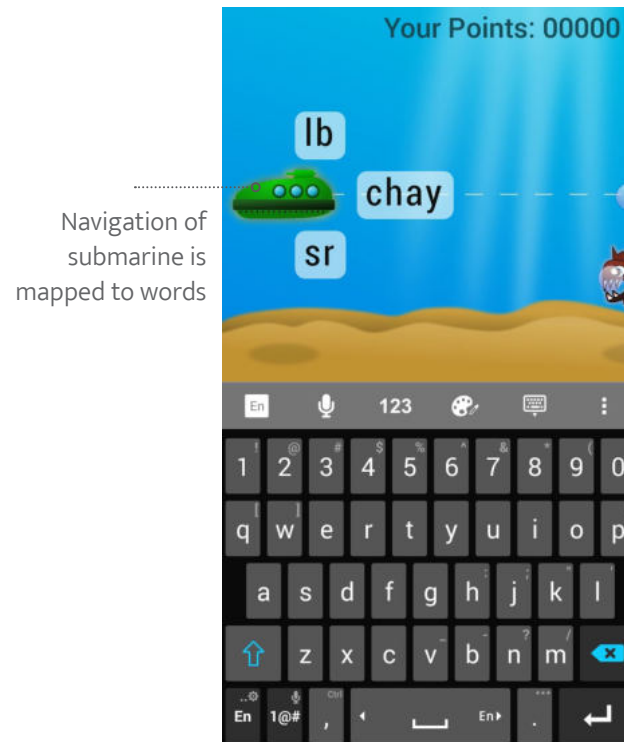 Your Points: 00000
lb
chay
sr
Navigation of
submarine is
mapped to words
En 123
! @ # $ % ^ & * (
1 2 3 4 5 6 7 8 9 0
[ ]
q w e r t y u i o p
: ; " '
a s d f g h j k l
_ - ? /
z x c v b n m
Ctrl
En 1@# , En .